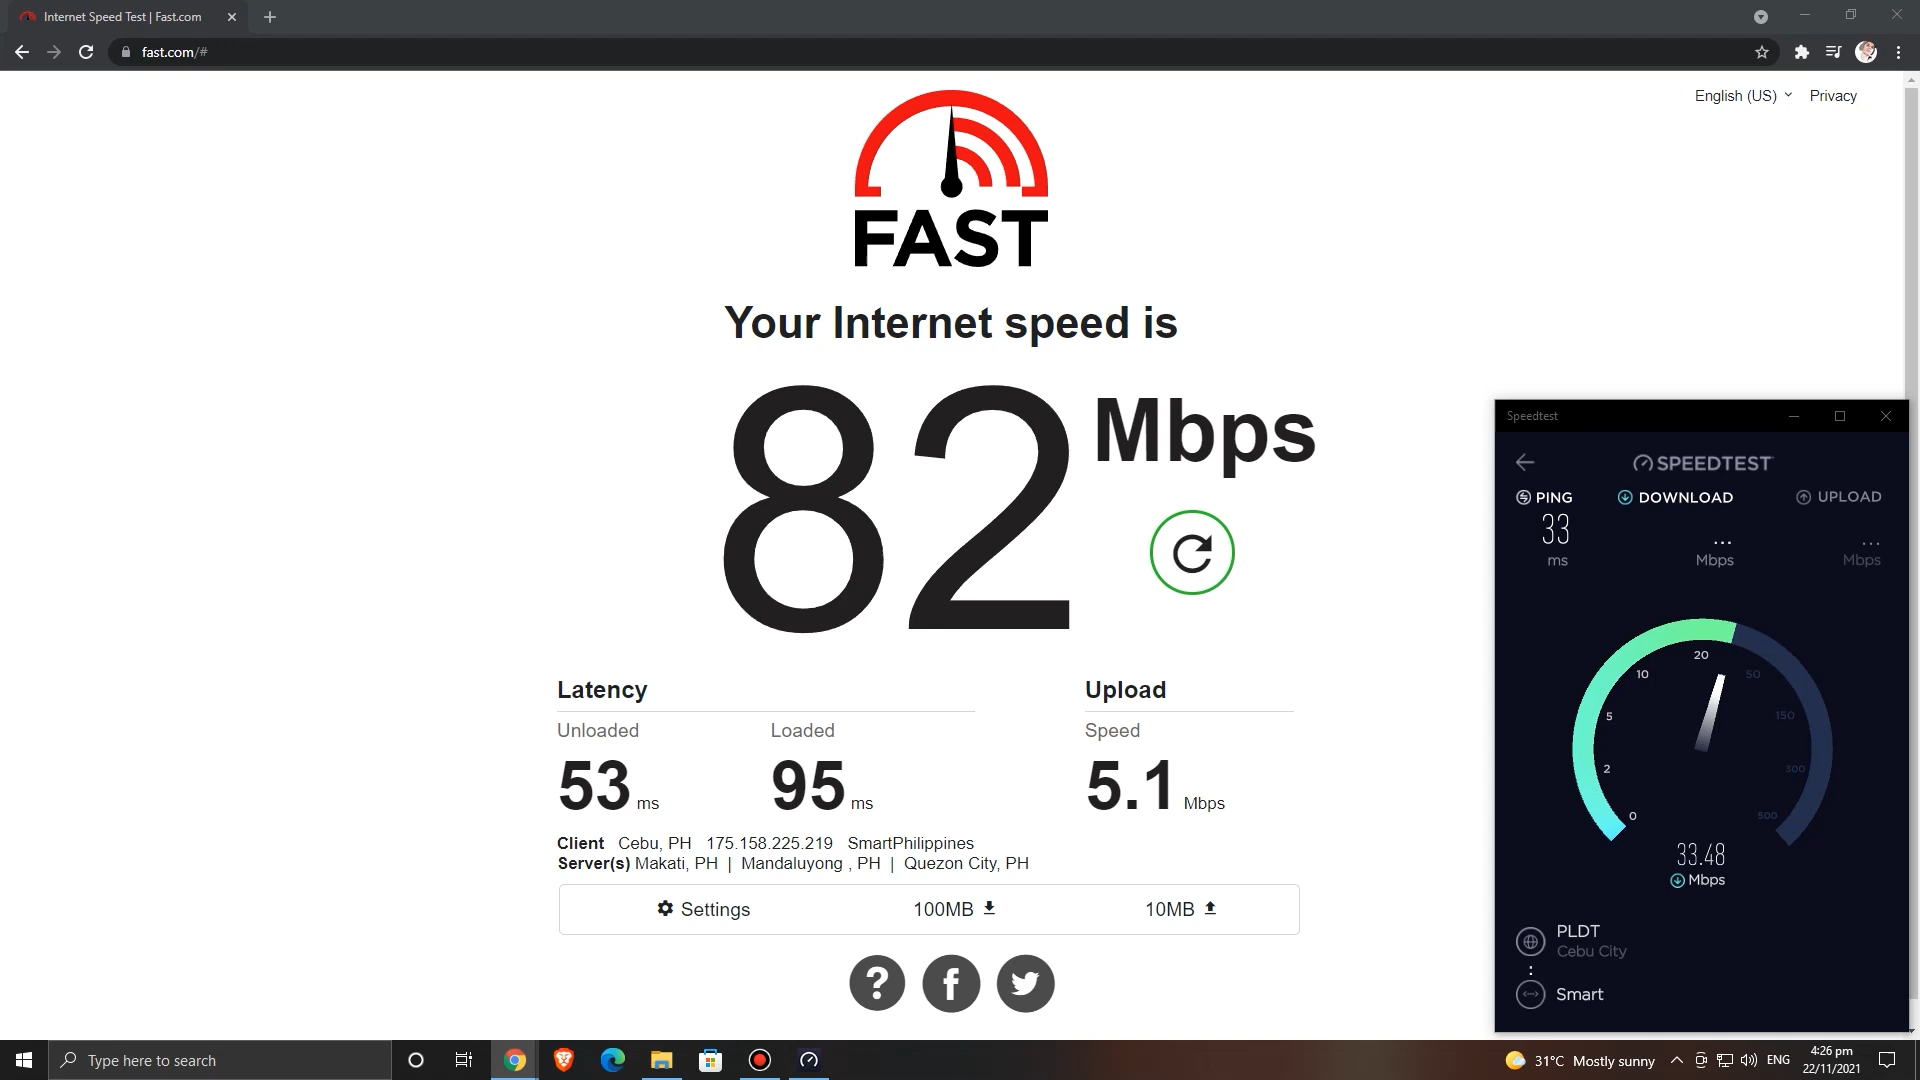 Internet Speed Test | Fast.com
fast.com/#
English (US) Privacy
FAST
Your Internet speed is
82 Mbps
Latency
Unloaded Loaded
53 ms 95 ms
Upload
Speed
5.1 Mbps
Client Cebu, PH 175.158.225.219 SmartPhilippines
Server(s) Makati, PH | Mandaluyong , PH | Quezon City, PH
Settings 100MB 10MB
Speedtest
SPEEDTEST
PING DOWNLOAD UPLOAD
33 ... ...
ms Mbps Mbps
0
2
5
10
20
50
150
300
500
33.48
Mbps
PLDT
Cebu City
Smart
Type here to search
31°C Mostly sunny
ENG
4:26 pm
22/11/2021